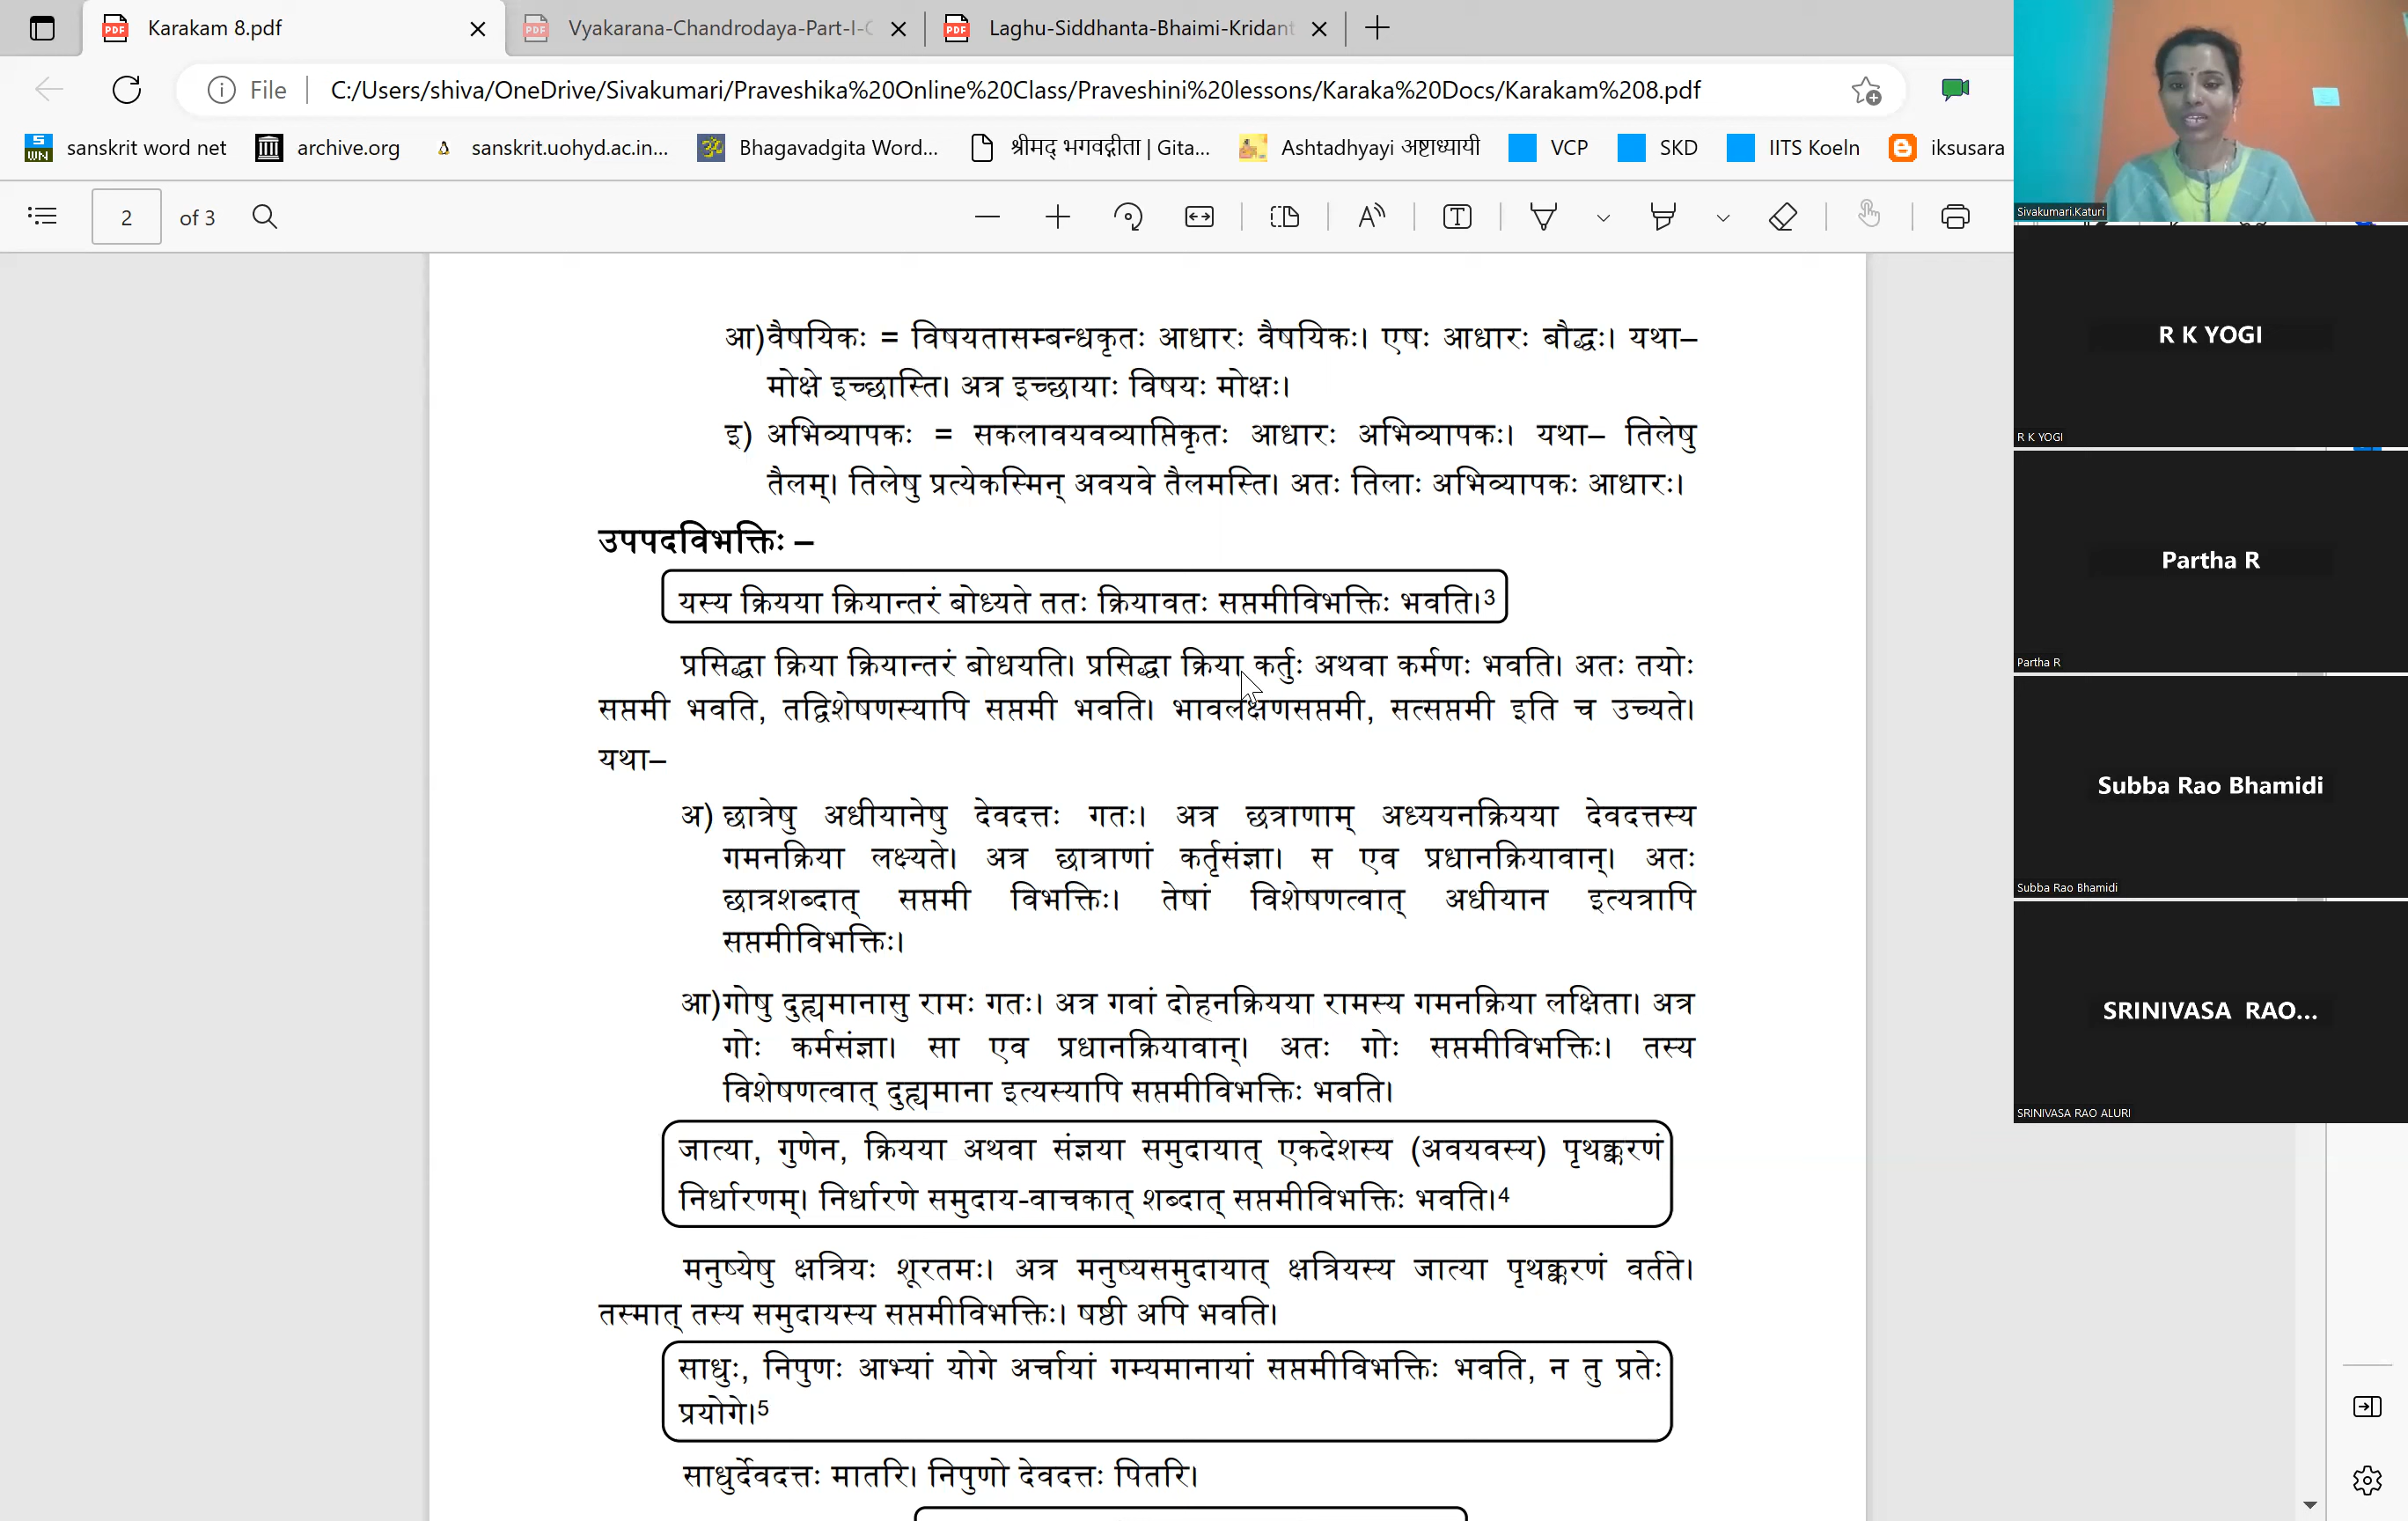 Karakam 8.pdf
Vyakarana-Chandrodaya-Part-I-
Laghu-Siddhanta-Bhaimi-Kridant
File
C:/Users/shiva/OneDrive/Sivakumari/Praveshika%20Online%20Class/Praveshini%20lessons/Karaka%20Docs/Karakam%208.pdf
sanskrit word net
archive.org
sanskrit.uohyd.ac.in...
Bhagavadgita Word...
श्रीमद् भगवद्गीता | Gita...
Ashtadhyayi अष्टाध्यायी
VCP
SKD
IITS Koeln
iksusara
2 of 3
आ)वैषयिकः = विषयतासम्बन्धकृतः आधारः वैषयिकः। एषः आधारः बौद्धः। यथा–
मोक्षे इच्छास्ति। अत्र इच्छायाः विषयः मोक्षः।
इ) अभिव्यापकः = सकलावयवव्याप्तिकृतः आधारः अभिव्यापकः। यथा– तिलेषु
तैलम्। तिलेषु प्रत्येकस्मिन् अवयवे तैलमस्ति। अतः तिलाः अभिव्यापकः आधारः।
उपपदविभक्तिः –
यस्य क्रियया क्रियान्तरं बोध्यते ततः क्रियावतः सप्तमीविभक्तिः भवति।3
प्रसिद्धा क्रिया क्रियान्तरं बोधयति। प्रसिद्धा क्रिया कर्तुः अथवा कर्मणः भवति। अतः तयोः
सप्तमी भवति, तद्विशेषणस्यापि सप्तमी भवति। भावलक्षणसप्तमी, सत्सप्तमी इति च उच्यते।
यथा–
अ) छात्रेषु अधीयानेषु देवदत्तः गतः। अत्र छत्राणाम् अध्ययनक्रियया देवदत्तस्य
गमनक्रिया लक्ष्यते। अत्र छात्राणां कर्तृसंज्ञा। स एव प्रधानक्रियावान्। अतः
छात्रशब्दात् सप्तमी विभक्तिः। तेषां विशेषणत्वात् अधीयान इत्यत्रापि
सप्तमीविभक्तिः।
आ)गोषु दुह्यमानासु रामः गतः। अत्र गवां दोहनक्रियया रामस्य गमनक्रिया लक्षिता। अत्र
गोः कर्मसंज्ञा। सा एव प्रधानक्रियावान्। अतः गोः सप्तमीविभक्तिः। तस्य
विशेषणत्वात् दुह्यमाना इत्यस्यापि सप्तमीविभक्तिः भवति।
जात्या, गुणेन, क्रियया अथवा संज्ञया समुदायात् एकदेशस्य (अवयवस्य) पृथक्करणं
निर्धारणम्। निर्धारणे समुदाय-वाचकात् शब्दात् सप्तमीविभक्तिः भवति।4
मनुष्येषु क्षत्रियः शूरतमः। अत्र मनुष्यसमुदायात् क्षत्रियस्य जात्या पृथक्करणं वर्तते।
तस्मात् तस्य समुदायस्य सप्तमीविभक्तिः। षष्ठी अपि भवति।
साधुः, निपुणः आभ्यां योगे अर्चायां गम्यमानायां सप्तमीविभक्तिः भवति, न तु प्रतेः
प्रयोगे।5
साधुर्देवदत्तः मातरि। निपुणो देवदत्तः पितरि।
Sivakumari.Katuri
R K YOGI
R K YOGI
Partha R
Partha R
Subba Rao Bhamidi
Subba Rao Bhamidi
SRINIVASA RAO...
SRINIVASA RAO ALURI